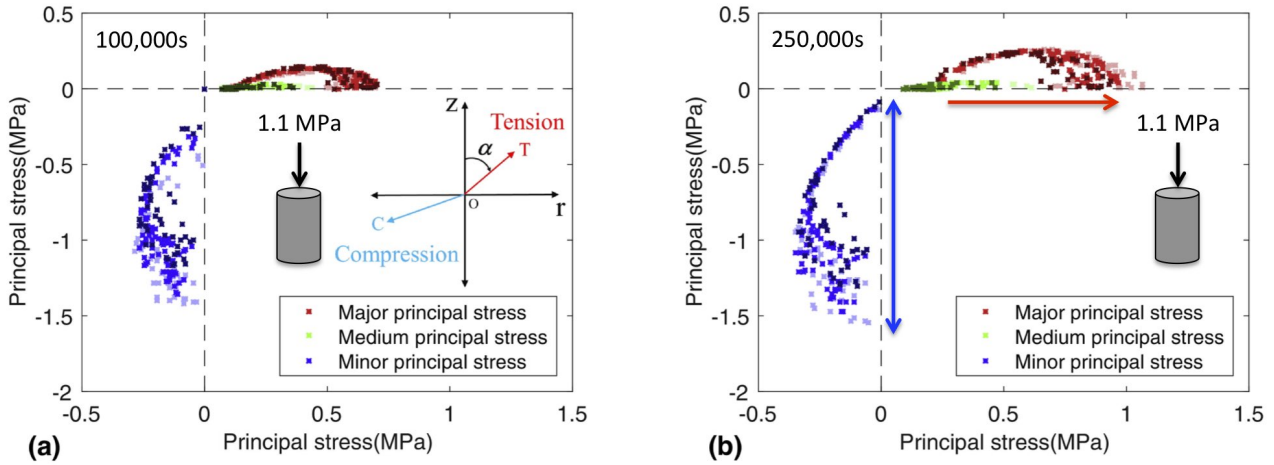 0.5
0
-0.5
-1
-1.5
-2
Principal stress(MPa)
100,000s
1.1 MPa
z
Tension
α
T
O
r
C
Compression
Major principal stress
Medium principal stress
Minor principal stress
-0.5 0 0.5 1 1.5
(a) Principal stress(MPa)
0.5
0
-0.5
-1
-1.5
-2
Principal stress(MPa)
250,000s
1.1 MPa
Major principal stress
Medium principal stress
Minor principal stress
-0.5 0 0.5 1 1.5
(b) Principal stress(MPa)